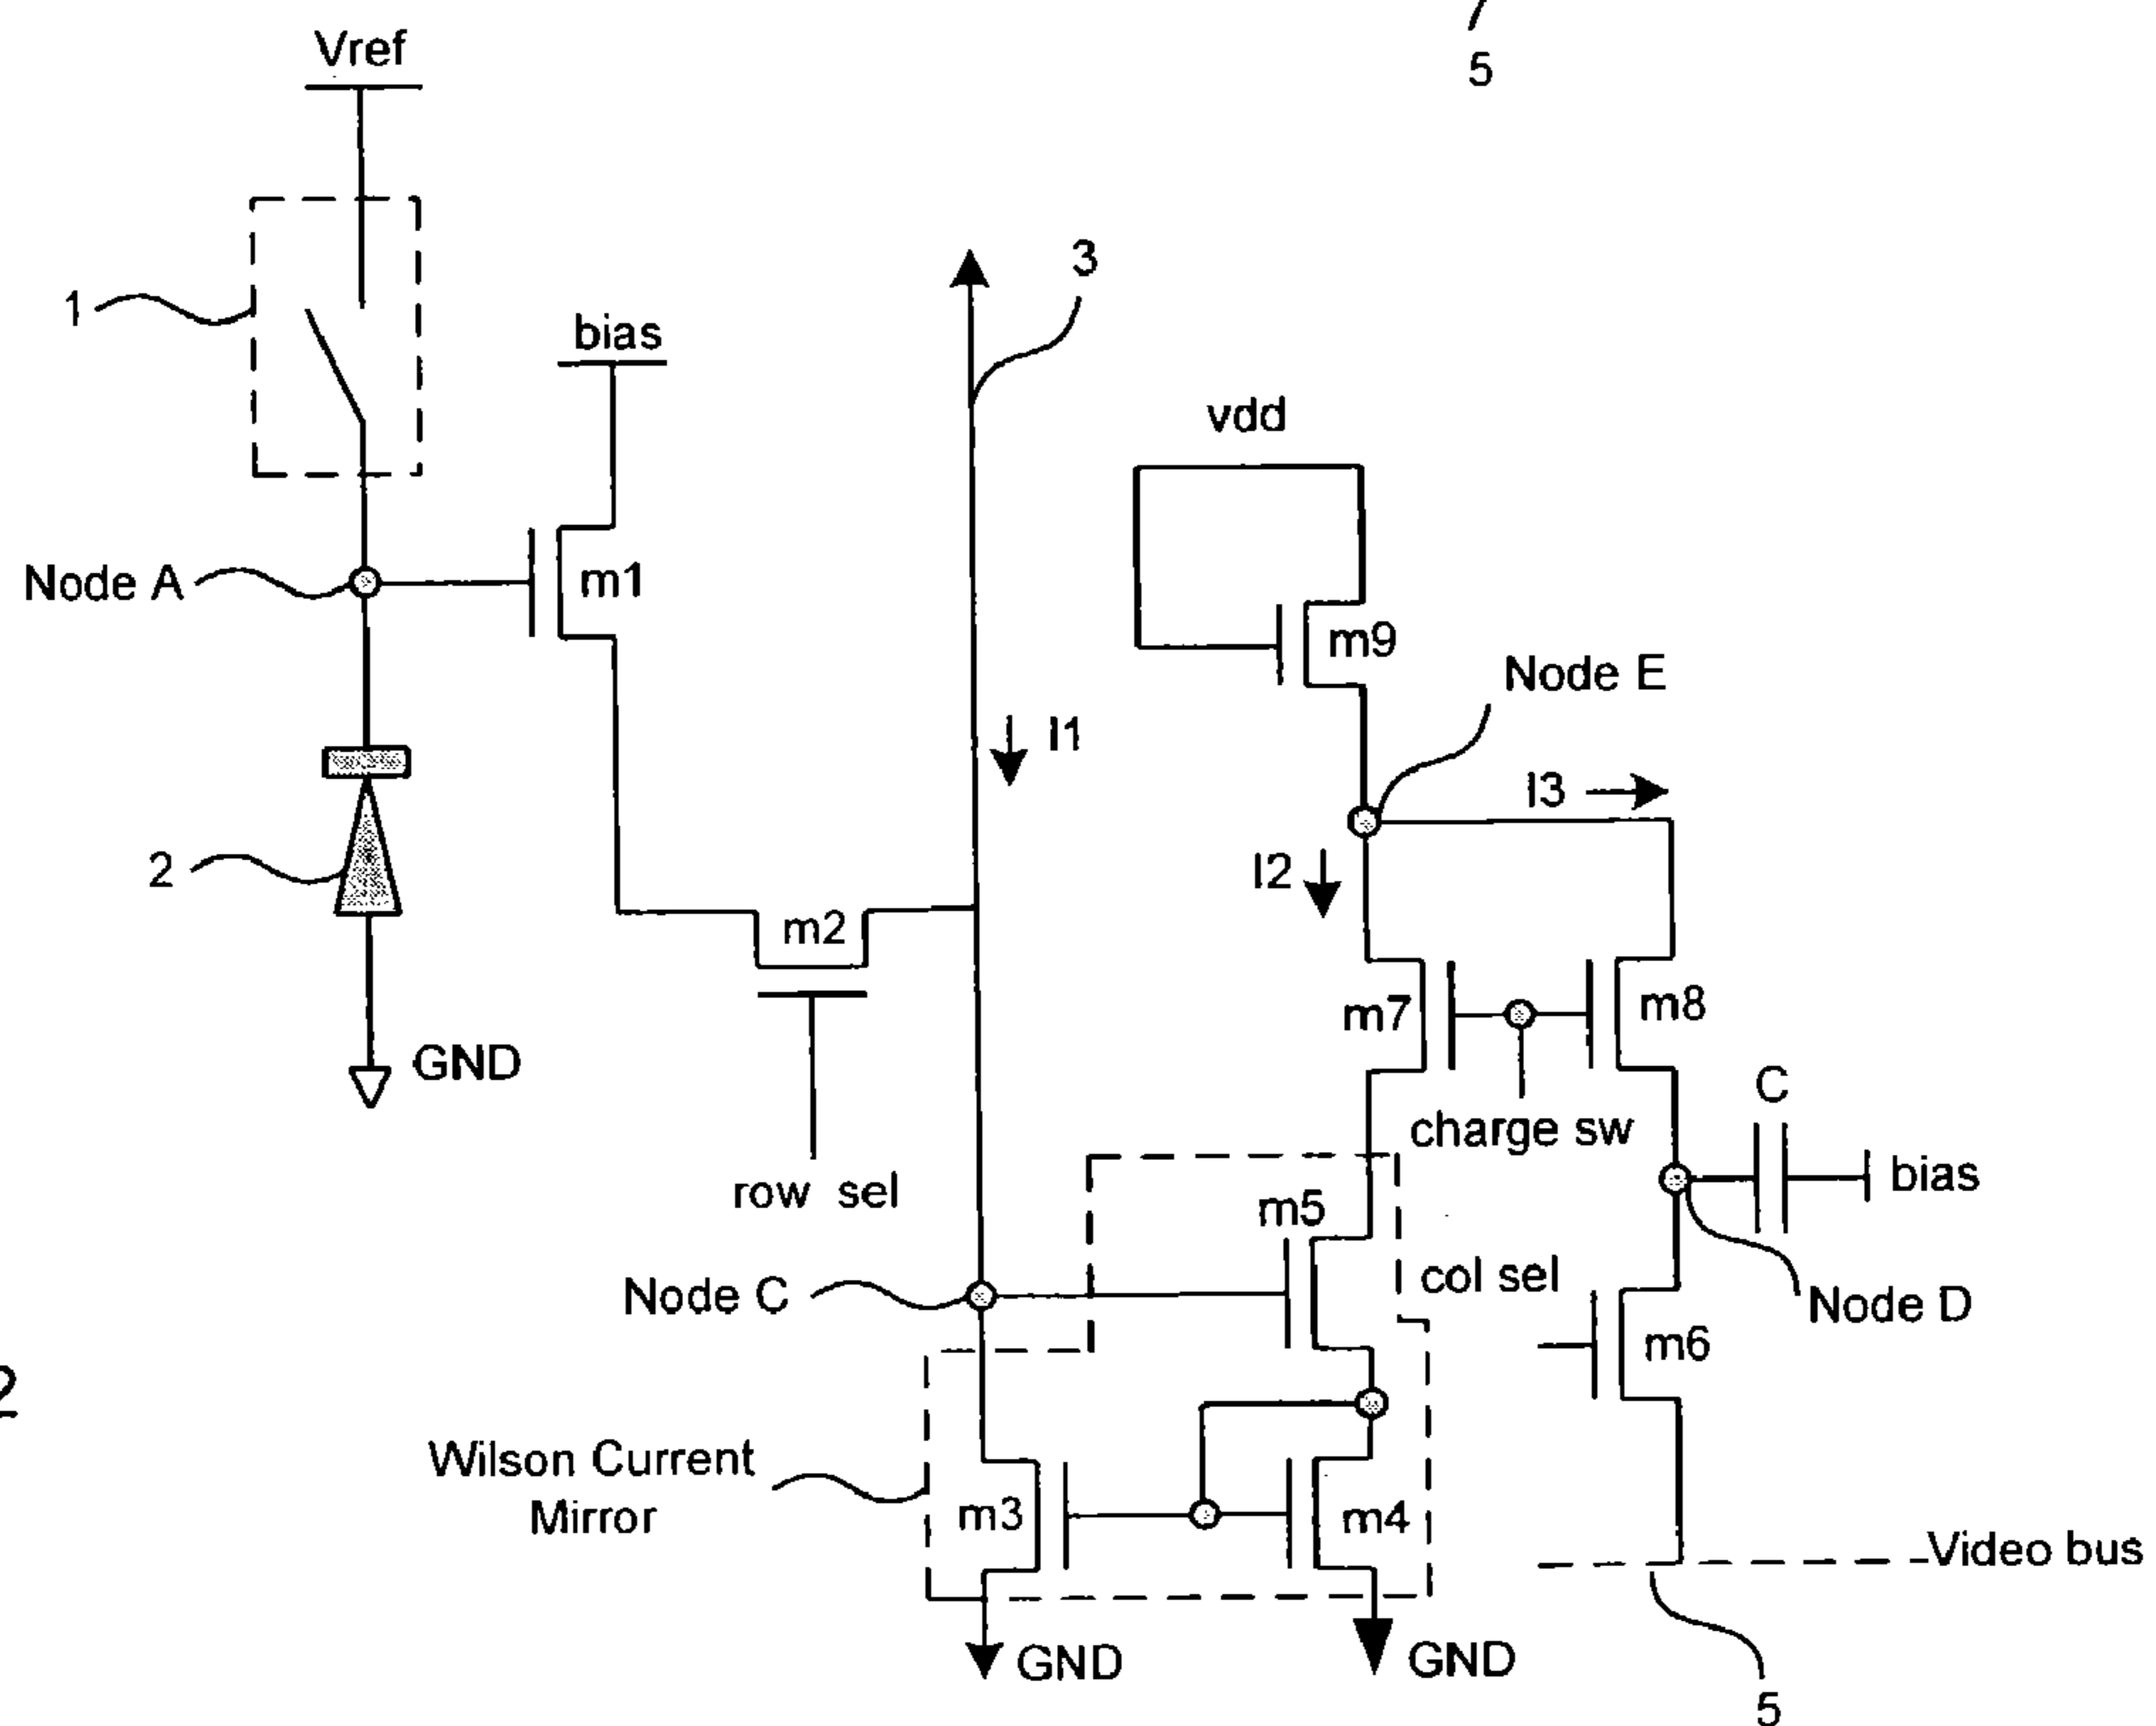 5
Vref
1
bias
3
vdd
Node A
m1
m9
Node E
I1
I3
2
I2
m2
m7
m8
GND
C
charge sw
bias
row sel
m5
col sel
Node C
Node D
m6
2
Wilson Current
Mirror
m3
m4
Video bus
GND
GND
5